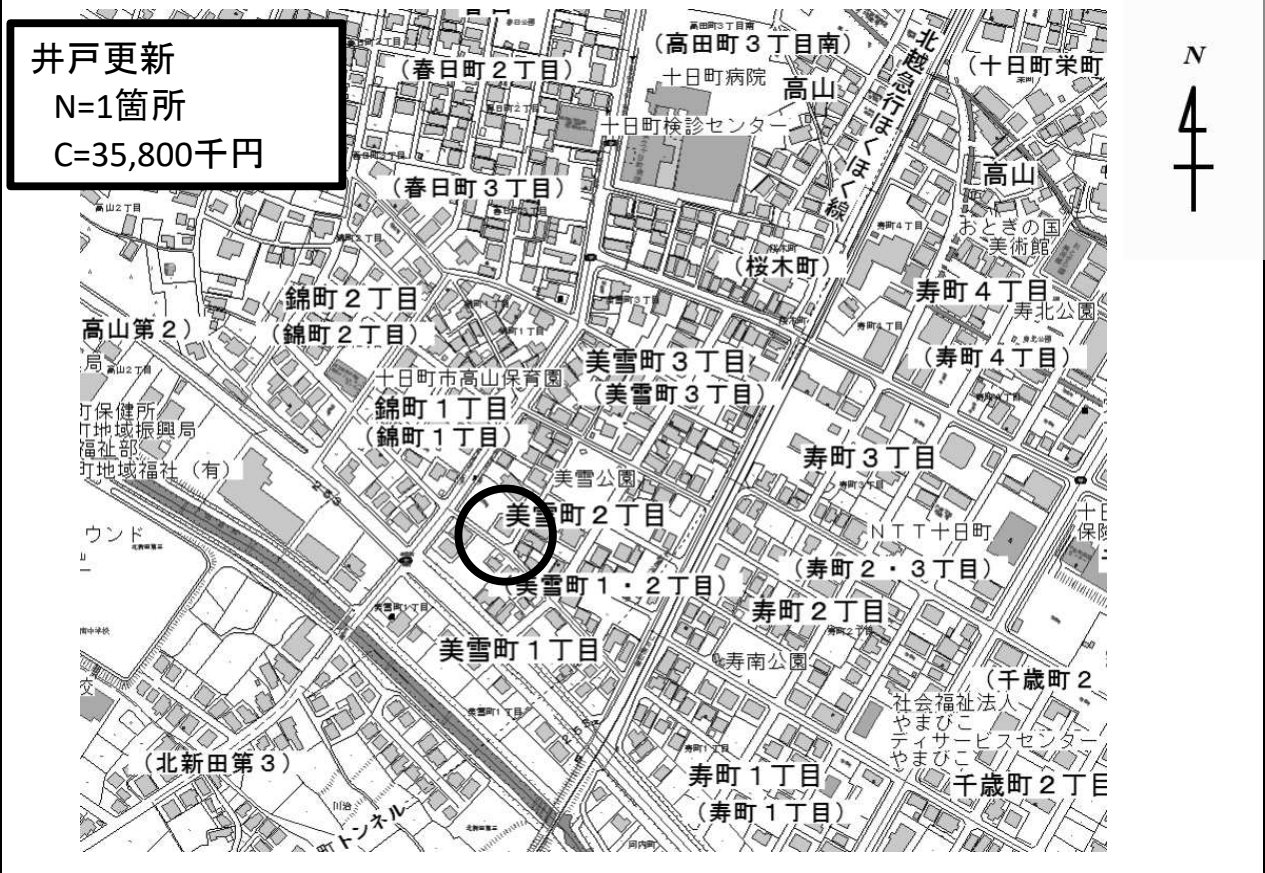 井戸更新
N=1箇所
C=35,800千円
N
(高田町3丁目南)
(春日町2丁目)
十日町病院
高山
北越急行ほくほく線
(十日町栄町
十日町検診センター
高山
(春日町3丁目)
おとぎの国
美術館
(桜木町)
錦町2丁目
寿町4丁目
寿北公園
高山第2)
(錦町2丁目)
(寿町4丁目)
局
美雪町3丁目
十日町市高山保育園
(美雪町3丁目)
錦町1丁目
(錦町1丁目)
町保健所
町地域振興局
福祉部
町地域福祉(有)
寿町3丁目
美雪公園
美雪町2丁目
NTT十日町
十日
保険
ウンド
(美雪町1・2丁目)
(寿町2・3丁目)
寿町2丁目
美雪町1丁目
寿南公園
(千歳町2
校
社会福祉法人
やまびこ
デイサービスセンター
やまびこ
(北新田第3)
寿町1丁目
千歳町2丁目
(寿町1丁目)
町トンネル
川治